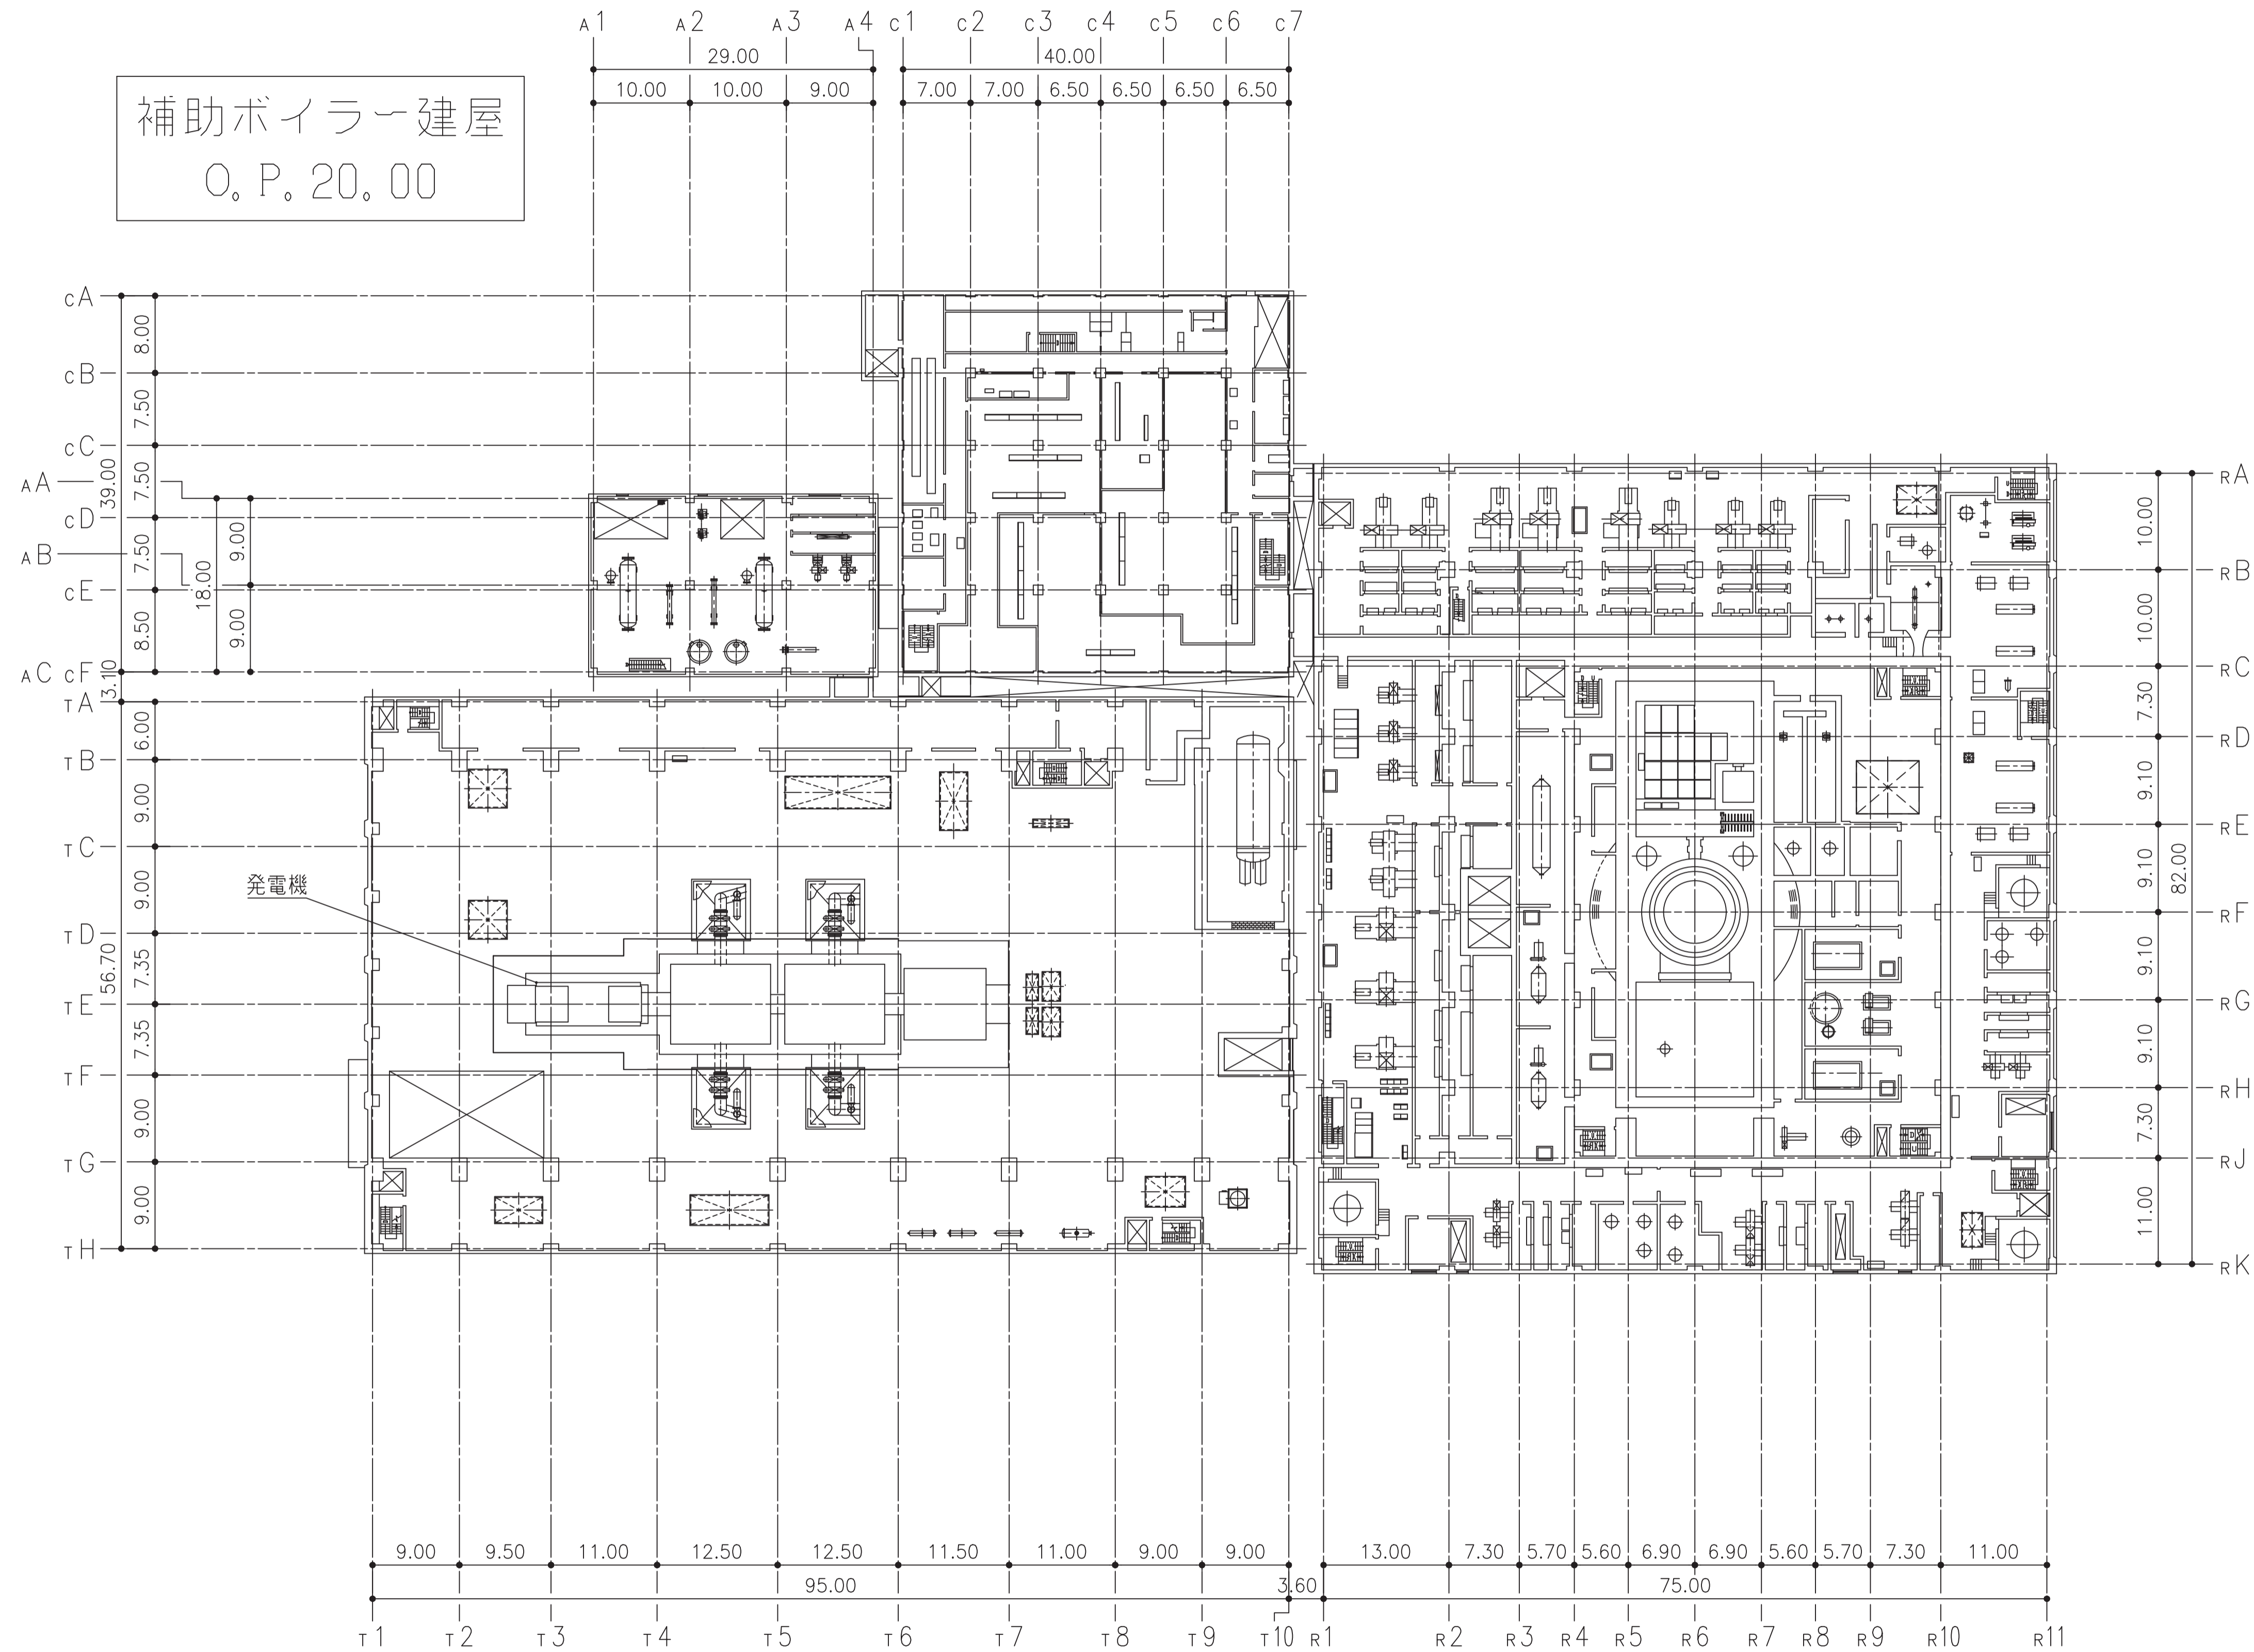 A1 A2 A3 A4 C1 C2 C3 C4 C5 C6 C7
29.00 40.00
10.00 10.00 9.00 7.00 7.00 6.50 6.50 6.50 6.50
補助ボイラー建屋
O.P.20.00
CA
8.00
CB
7.50
CC
39.00
7.50
AA
CD
7.50
AB
CE
8.50
AC CF
18.00
9.00
9.00
3.10
TA
6.00
TB
9.00
TC
9.00
TD
7.35
56.70
TE
7.35
TF
9.00
TG
9.00
TH
発電機
RA
10.00
RB
10.00
RC
7.30
RD
9.10
RE
9.10
82.00
RF
9.10
RG
9.10
RH
7.30
RJ
11.00
RK
9.00 9.50 11.00 12.50 12.50 11.50 11.00 9.00 9.00 13.00 7.30 5.70 5.60 6.90 6.90 5.60 5.70 7.30 11.00
95.00 3.60 75.00
T1 T2 T3 T4 T5 T6 T7 T8 T9 T10 R1 R2 R3 R4 R5 R6 R7 R8 R9 R10 R11